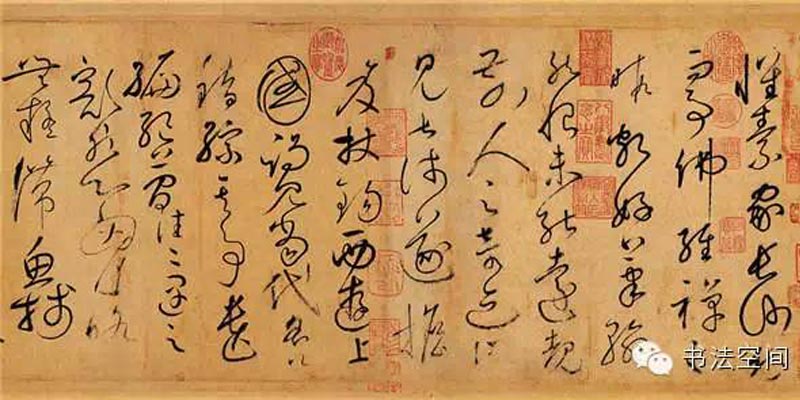 懷素家長沙幼
而事佛經禪之
暇頗好筆翰
然恨未能遠覩
前人之奇迹所
見甚淺遂擔
笈杖錫西遊上
國謁見當代名公
錯綜其事遺
編絕簡往往遇之
豁然心胸略
無疑滯魚牋
书法空间